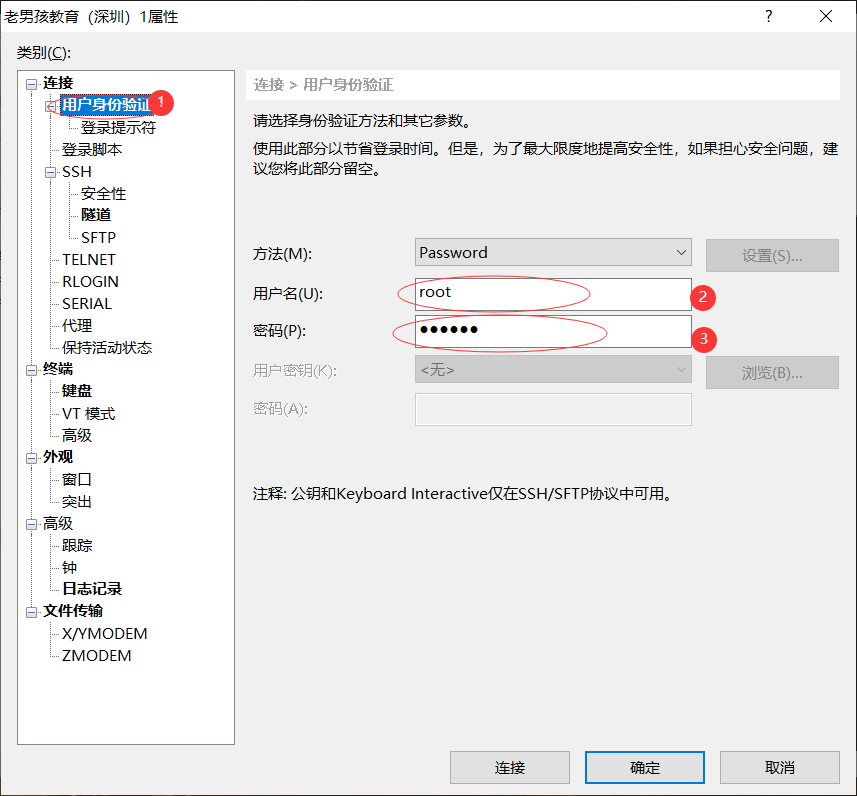 老男孩教育（深圳）1属性
?
类别(C):
连接
用户身份验证
1
登录提示符
登录脚本
SSH
安全性
隧道
SFTP
TELNET
RLOGIN
SERIAL
代理
保持活动状态
终端
键盘
VT 模式
高级
外观
窗口
突出
高级
跟踪
钟
日志记录
文件传输
X/YMODEM
ZMODEM
连接 > 用户身份验证
请选择身份验证方法和其它参数。
使用此部分以节省登录时间。但是，为了最大限度地提高安全性，如果担心安全问题，建
议您将此部分留空。
方法(M):
Password
设置(S)...
用户名(U):
root
2
密码(P):
●●●●●●
3
用户密钥(K):
<无>
浏览(B)...
密码(A):
注释: 公钥和Keyboard Interactive仅在SSH/SFTP协议中可用。
连接
确定
取消